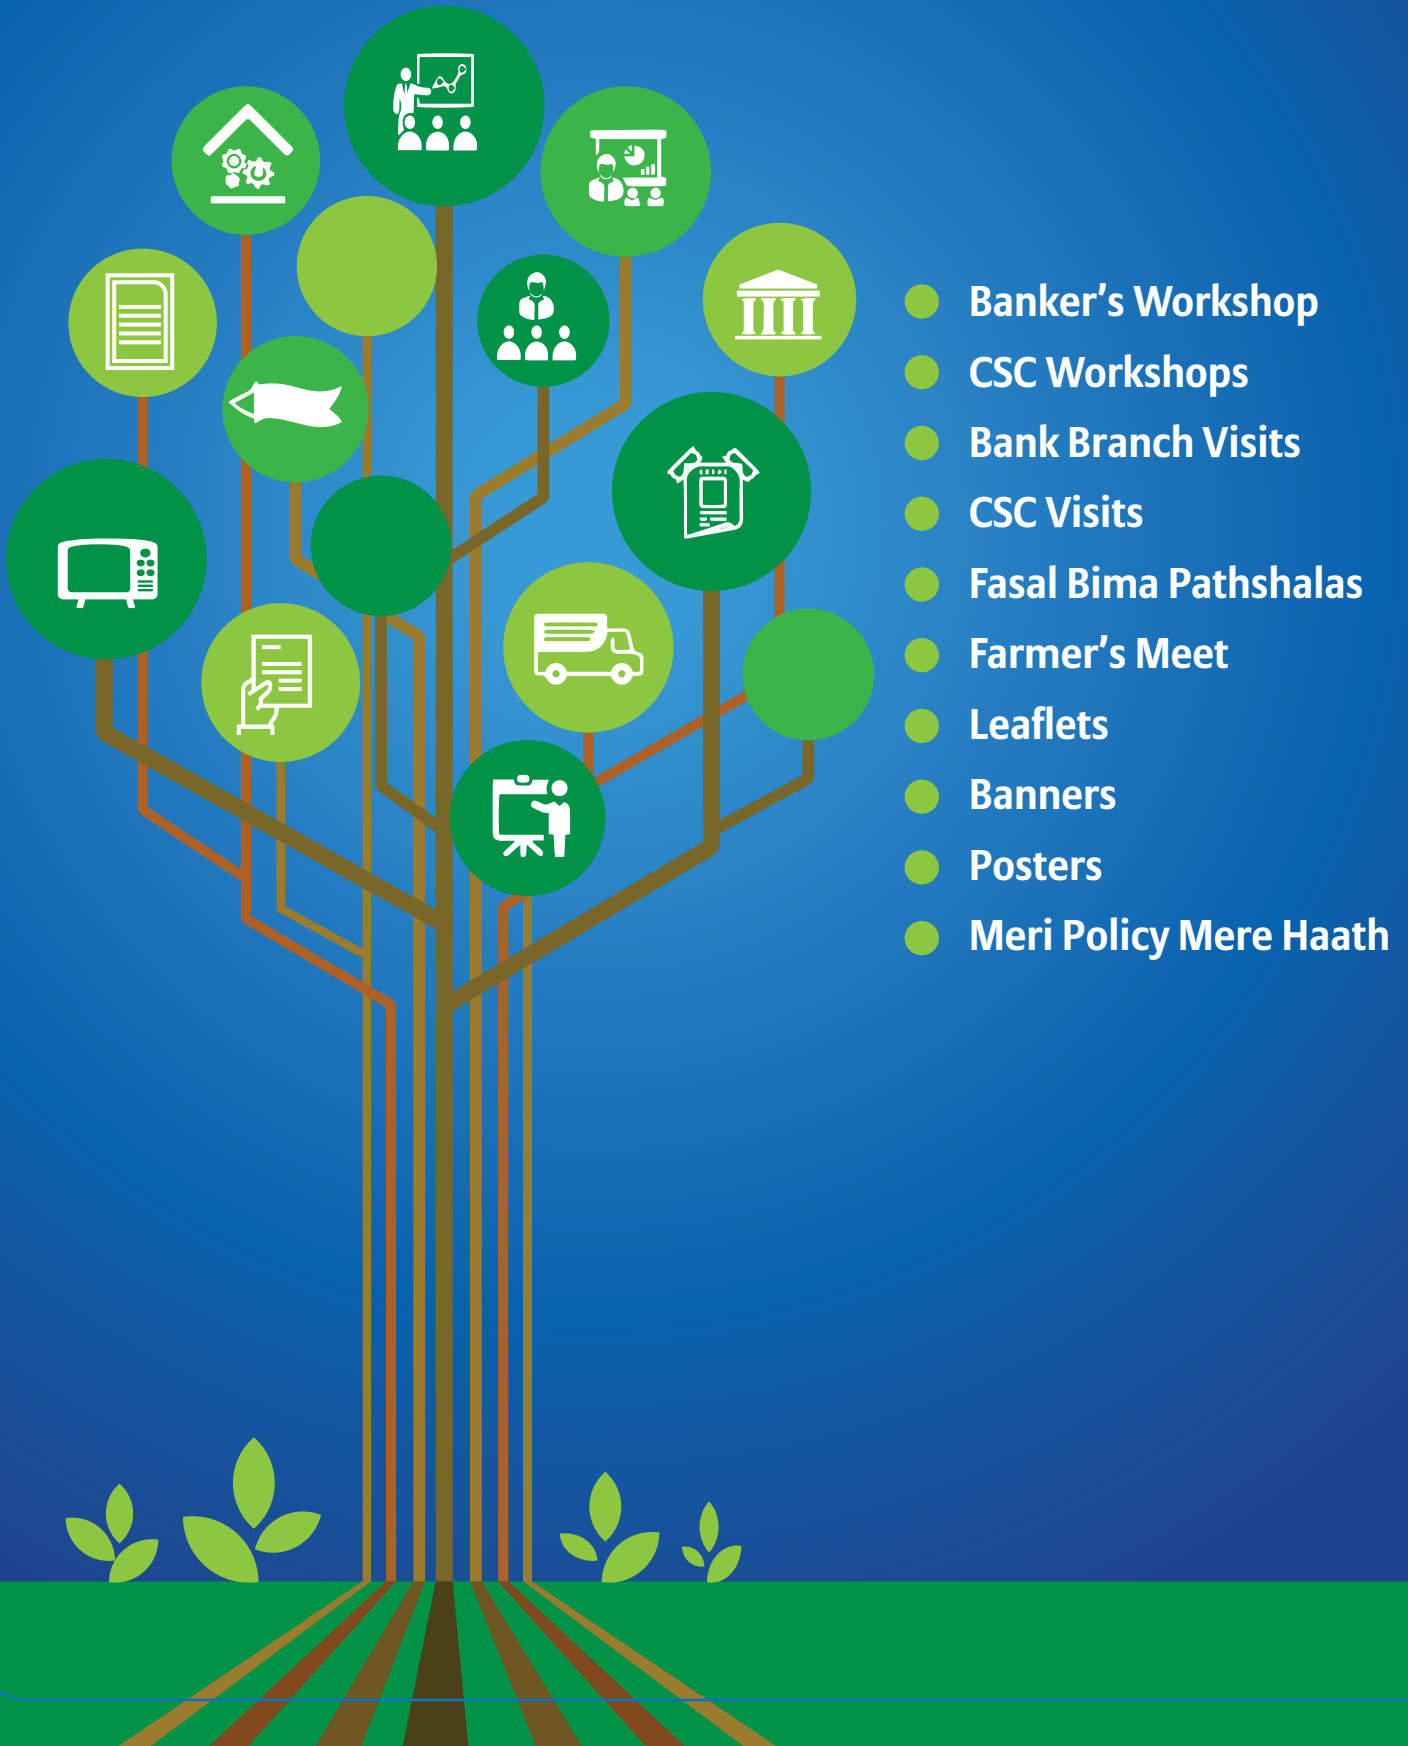 Banker’s Workshop
CSC Workshops
Bank Branch Visits
CSC Visits
Fasal Bima Pathshalas
Farmer’s Meet
Leaflets
Banners
Posters
Meri Policy Mere Haath